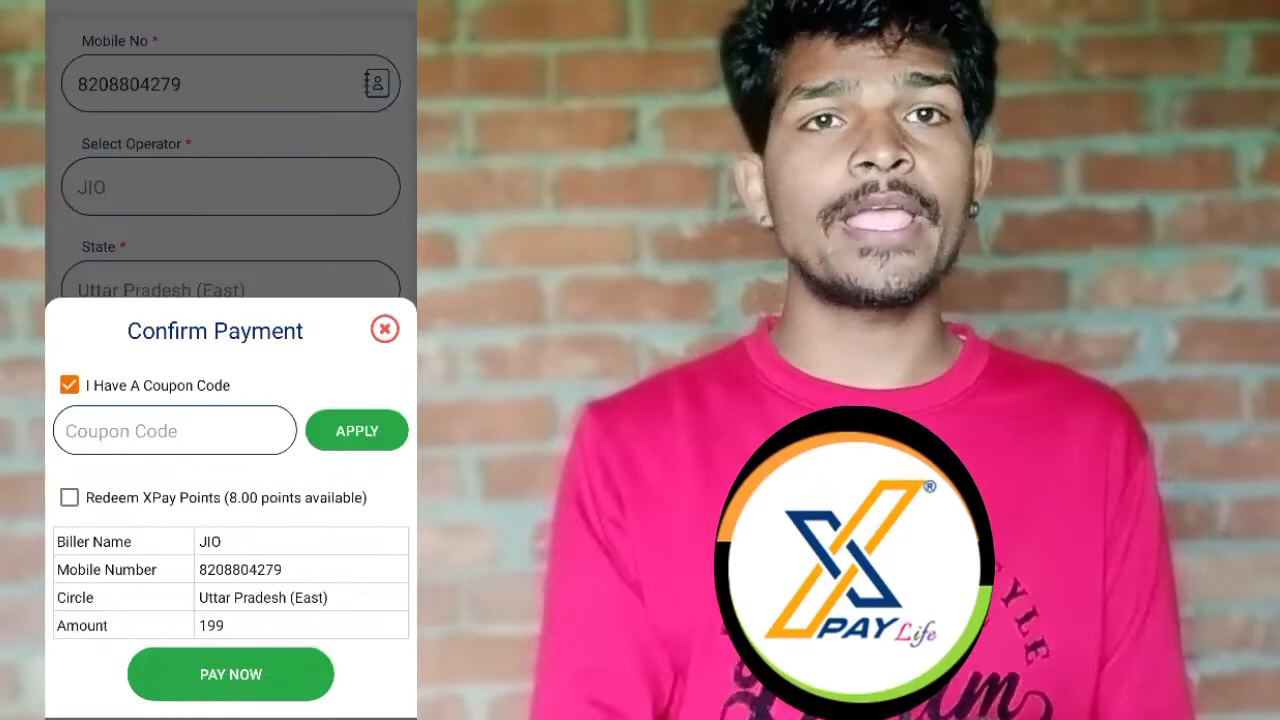 Mobile No *
8208804279
Select Operator *
JIO
State *
Uttar Pradesh (East)
Confirm Payment
I Have A Coupon Code
Coupon Code
APPLY
Redeem XPay Points (8.00 points available)
Biller Name JIO
Mobile Number 8208804279
Circle Uttar Pradesh (East)
Amount 199
PAY NOW
X®
PAY Life
YLE